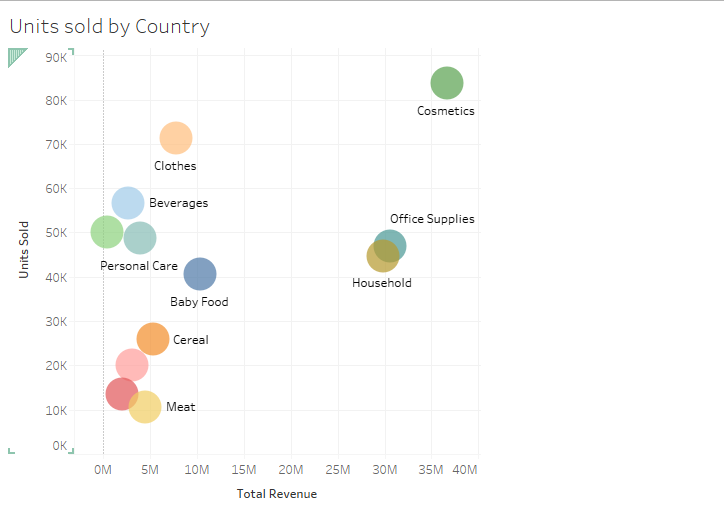 Units sold by Country
90K
80K
70K
60K
50K
40K
30K
20K
10K
0K
Units Sold
Cosmetics
Clothes
Beverages
Office Supplies
Personal Care
Household
Baby Food
Cereal
Meat
0M 5M 10M 15M 20M 25M 30M 35M 40M
Total Revenue